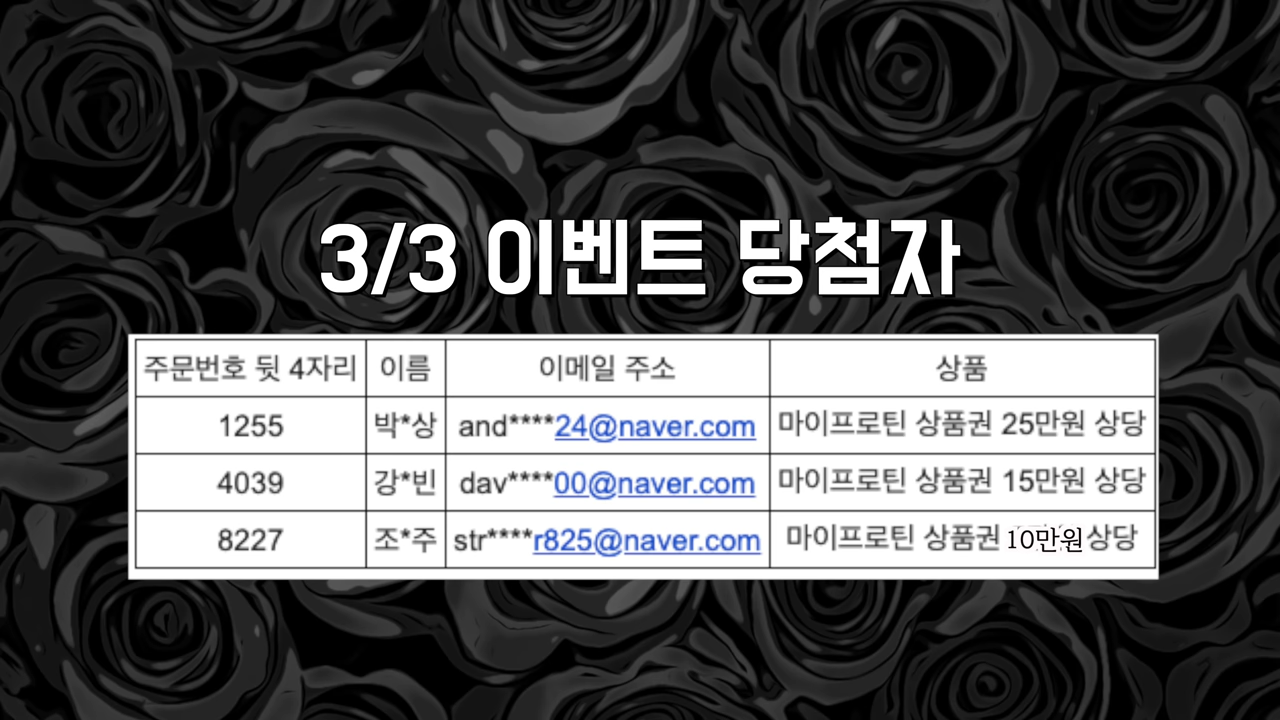 3/3 이벤트 당첨자
주문번호 뒷 4자리 이름 이메일 주소 상품
1255 박*상 and****24@naver.com 마이프로틴 상품권 25만원 상당
4039 강*빈 dav****00@naver.com 마이프로틴 상품권 15만원 상당
8227 조*주 str****r825@naver.com 마이프로틴 상품권 10만원 상당